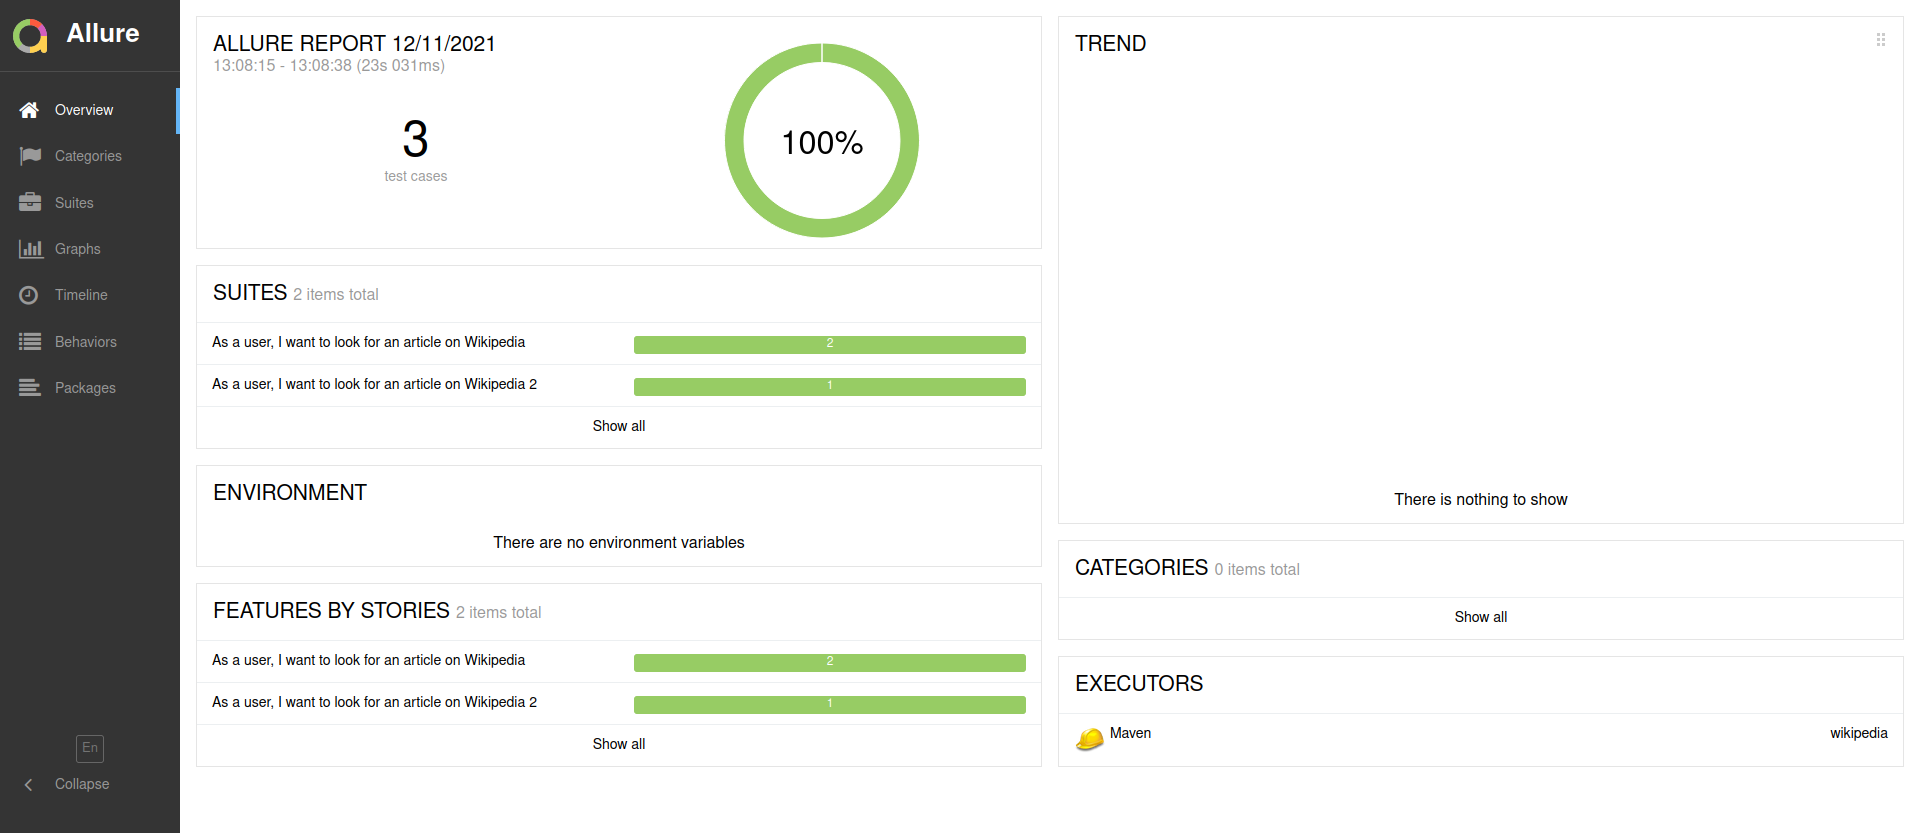 Allure
Overview
Categories
Suites
Graphs
Timeline
Behaviors
Packages
En
Collapse
ALLURE REPORT 12/11/2021
13:08:15 - 13:08:38 (23s 031ms)
3
test cases
100%
SUITES 2 items total
As a user, I want to look for an article on Wikipedia 2
As a user, I want to look for an article on Wikipedia 2 1
Show all
ENVIRONMENT
There are no environment variables
FEATURES BY STORIES 2 items total
As a user, I want to look for an article on Wikipedia 2
As a user, I want to look for an article on Wikipedia 2 1
Show all
TREND
There is nothing to show
CATEGORIES 0 items total
Show all
EXECUTORS
Maven wikipedia